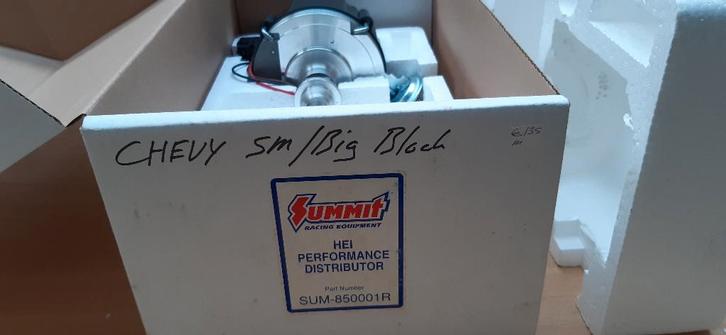 CHEVY Sm/Big Block
SUMMIT
RACING EQUIPMENT
HEI
PERFORMANCE
DISTRIBUTOR
Part Number
SUM-850001R